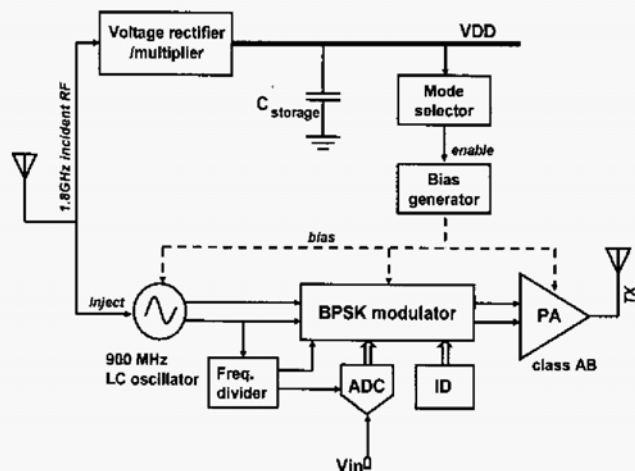 Voltage rectifier
/multiplier
VDD
C storage
Mode
selector
enable
Bias
generator
1.8GHz incident RF
bias
inject
BPSK modulator
PA
TX
900 MHz
LC oscillator
class AB
Freq.
divider
ADC
ID
Vin